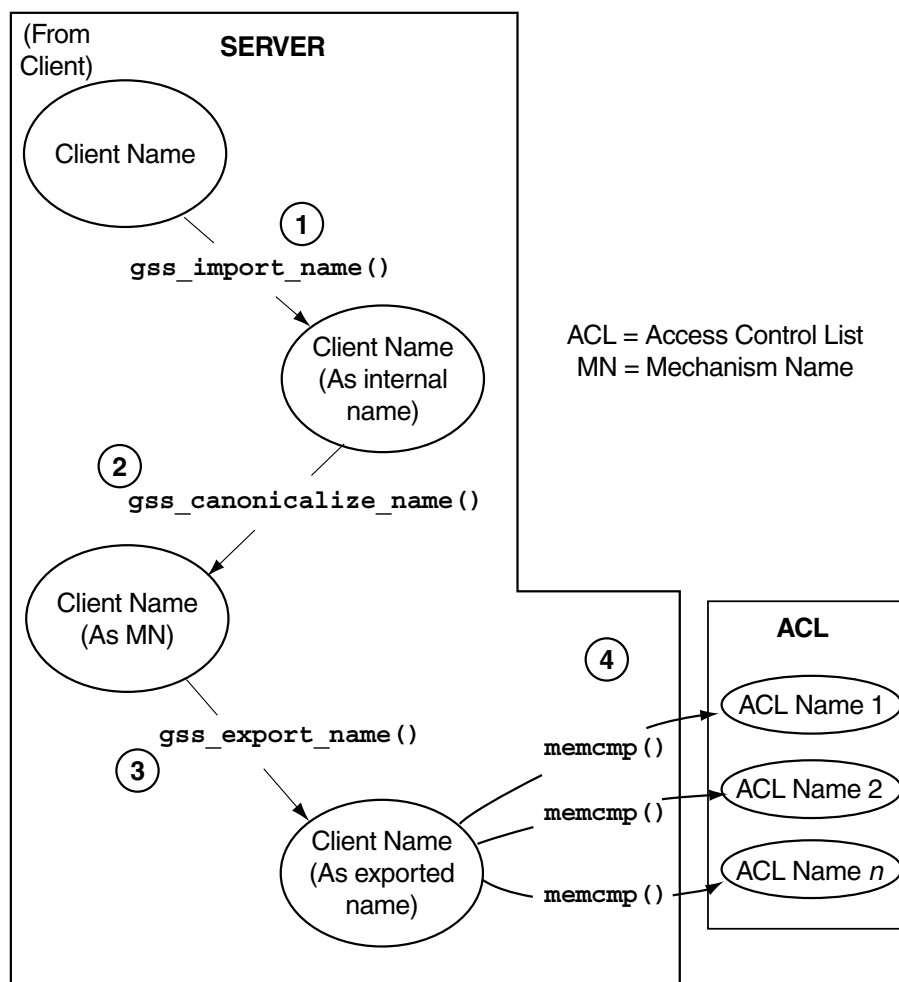 (From
Client)
SERVER
Client Name
1
gss_import_name()
Client Name
(As internal
name)
ACL = Access Control List
MN = Mechanism Name
2
gss_canonicalize_name()
Client Name
(As MN)
4
ACL
ACL Name 1
gss_export_name()
3
memcmp()
ACL Name 2
memcmp()
Client Name
(As exported
name)
ACL Name n
memcmp()